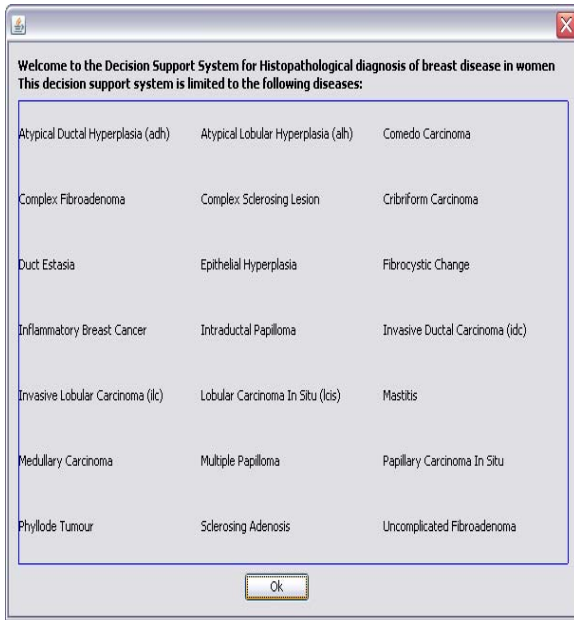 Welcome to the Decision Support System for Histopathological diagnosis of breast disease in women
This decision support system is limited to the following diseases:
Atypical Ductal Hyperplasia (adh) Atypical Lobular Hyperplasia (alh) Comedo Carcinoma
Complex Fibroadenoma Complex Sclerosing Lesion Cribriform Carcinoma
Duct Estasia Epithelial Hyperplasia Fibrocystic Change
Inflammatory Breast Cancer Intraductal Papilloma Invasive Ductal Carcinoma (idc)
Invasive Lobular Carcinoma (ilc) Lobular Carcinoma In Situ (lcis) Mastitis
Medullary Carcinoma Multiple Papilloma Papillary Carcinoma In Situ
Phyllode Tumour Sclerosing Adenosis Uncomplicated Fibroadenoma
Ok